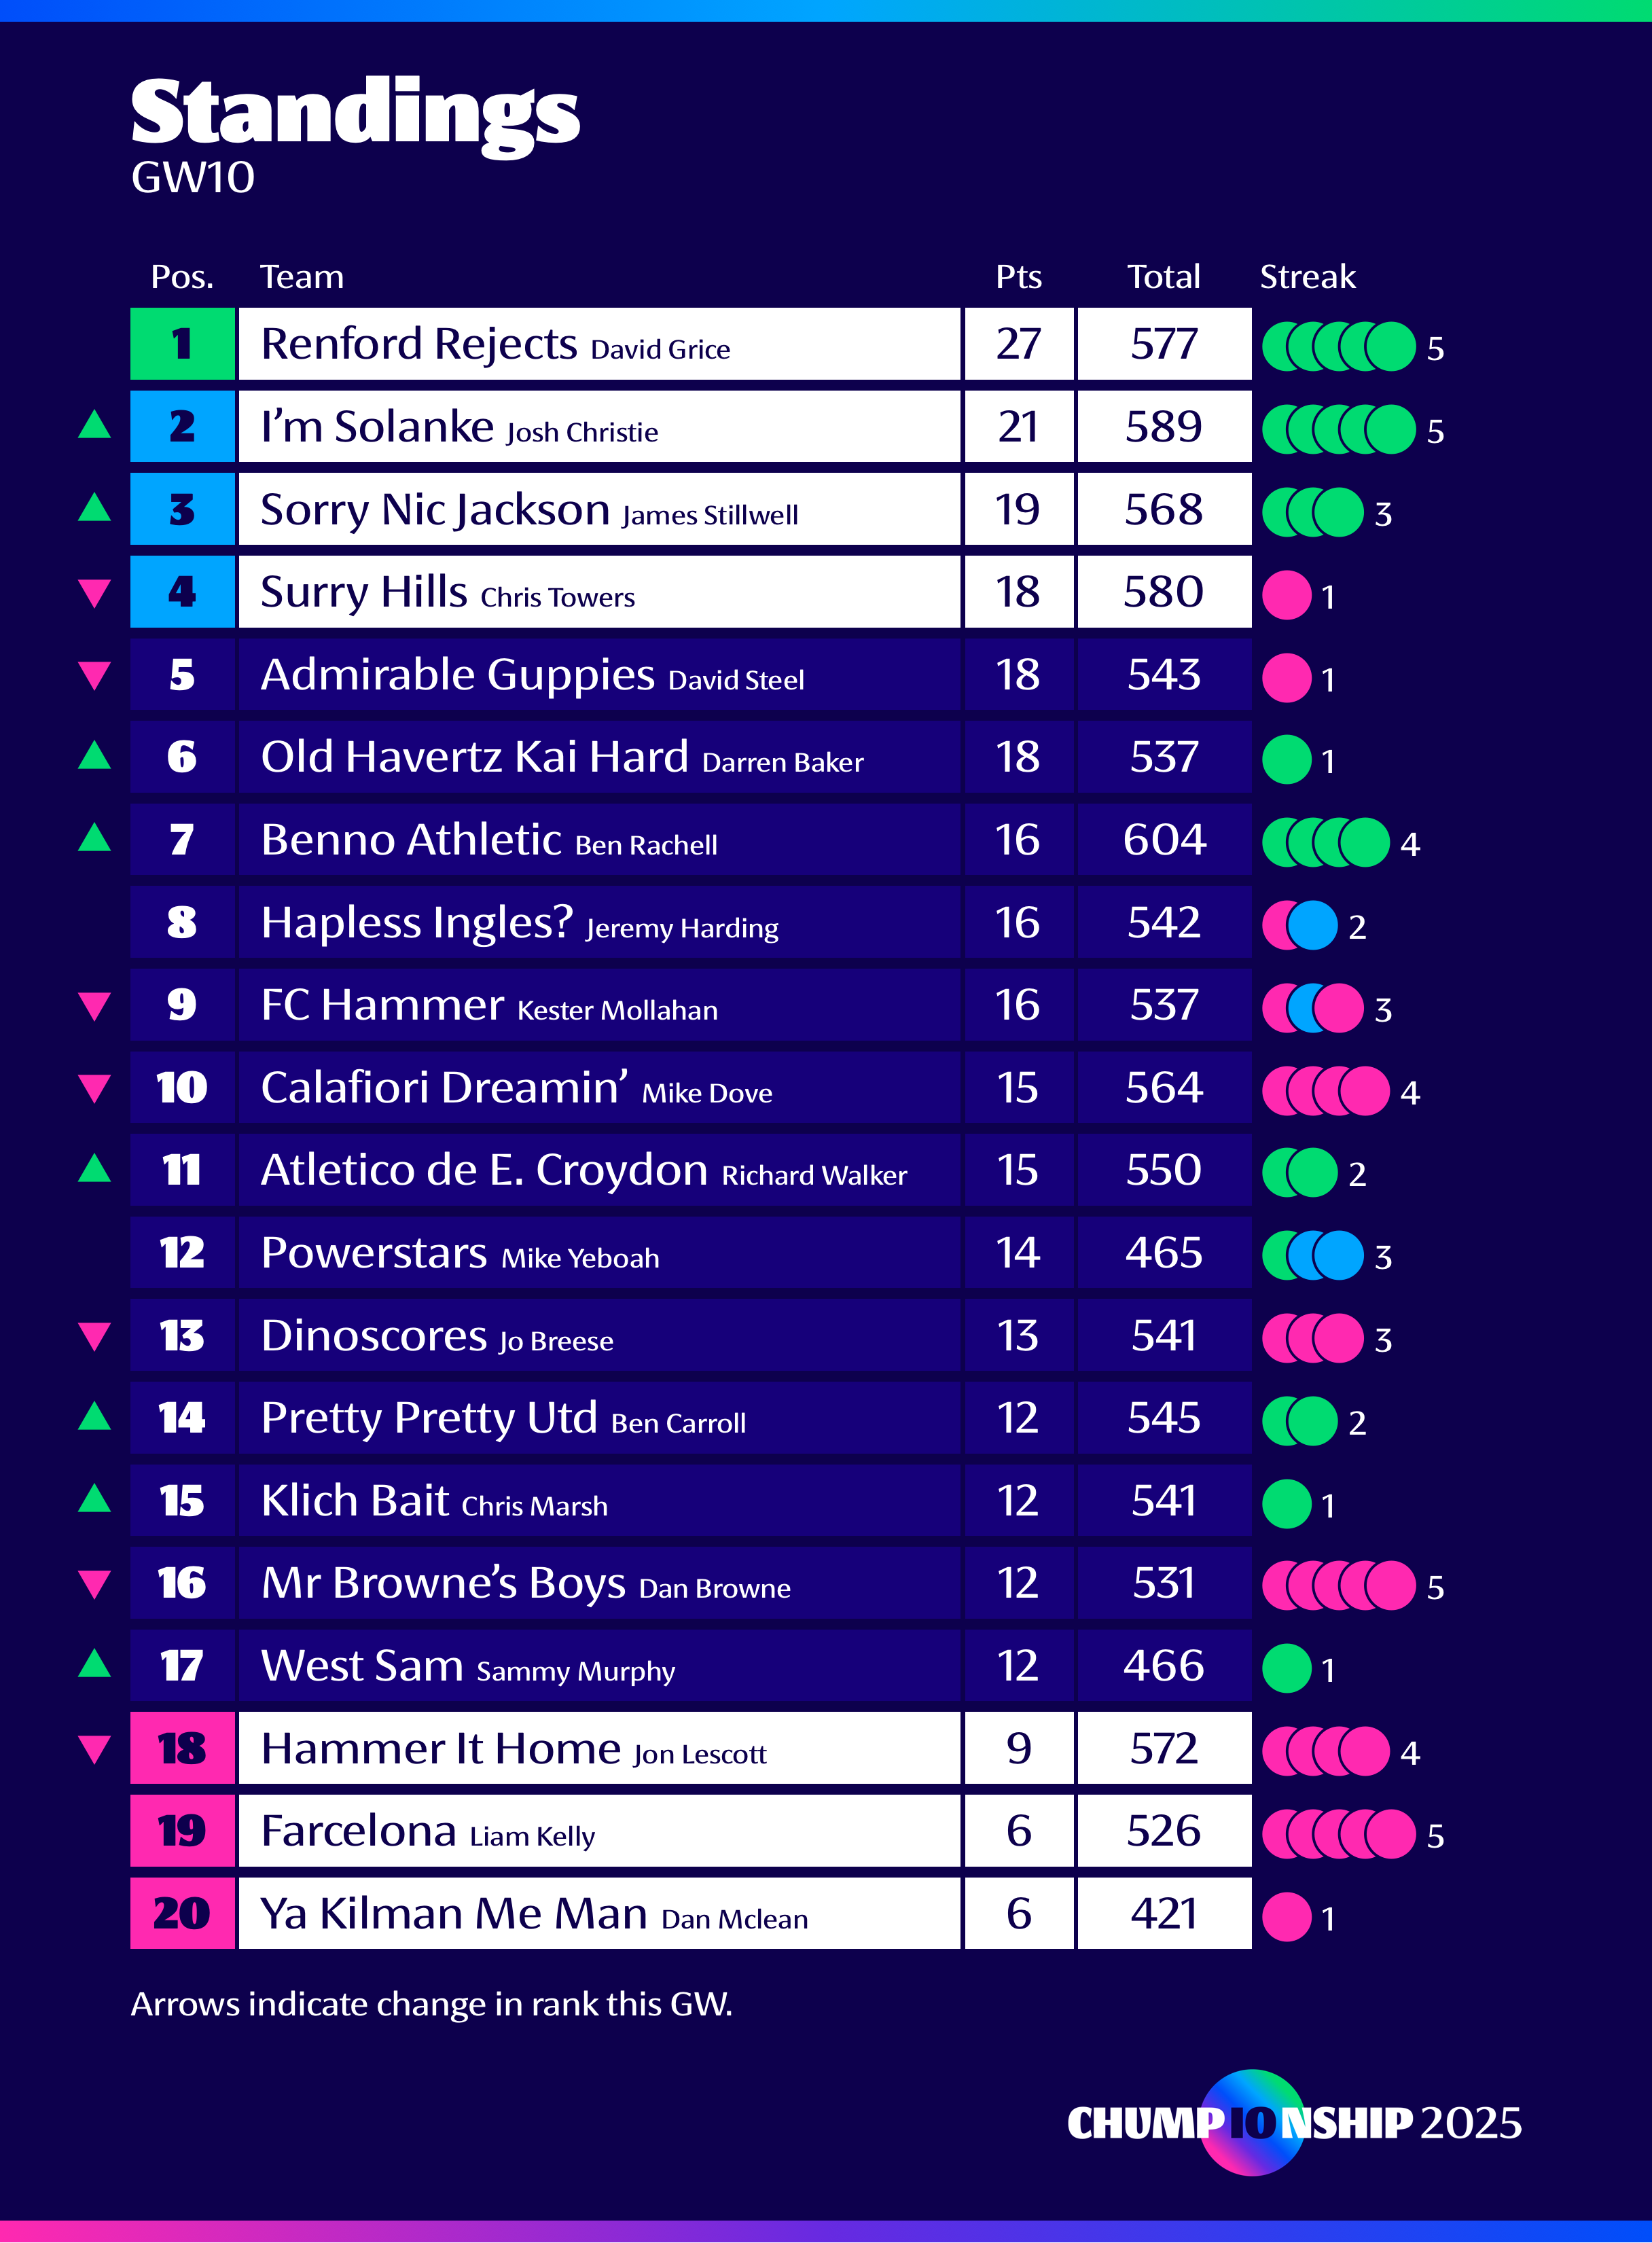 Standings
GW10
Pos. Team Pts Total Streak
1 Renford Rejects David Grice 27 577 5
2 I’m Solanke Josh Christie 21 589 5
3 Sorry Nic Jackson James Stillwell 19 568 3
4 Surry Hills Chris Towers 18 580 1
5 Admirable Guppies David Steel 18 543 1
6 Old Havertz Kai Hard Darren Baker 18 537 1
7 Benno Athletic Ben Rachell 16 604 4
8 Hapless Ingles? Jeremy Harding 16 542 2
9 FC Hammer Kester Mollahan 16 537 3
10 Calafiori Dreamin’ Mike Dove 15 564 4
11 Atletico de E. Croydon Richard Walker 15 550 2
12 Powerstars Mike Yeboah 14 465 3
13 Dinoscores Jo Breese 13 541 3
14 Pretty Pretty Utd Ben Carroll 12 545 2
15 Klich Bait Chris Marsh 12 541 1
16 Mr Browne’s Boys Dan Browne 12 531 5
17 West Sam Sammy Murphy 12 466 1
18 Hammer It Home Jon Lescott 9 572 4
19 Farcelona Liam Kelly 6 526 5
20 Ya Kilman Me Man Dan Mclean 6 421 1
Arrows indicate change in rank this GW.
CHUMP10NSHIP 2025